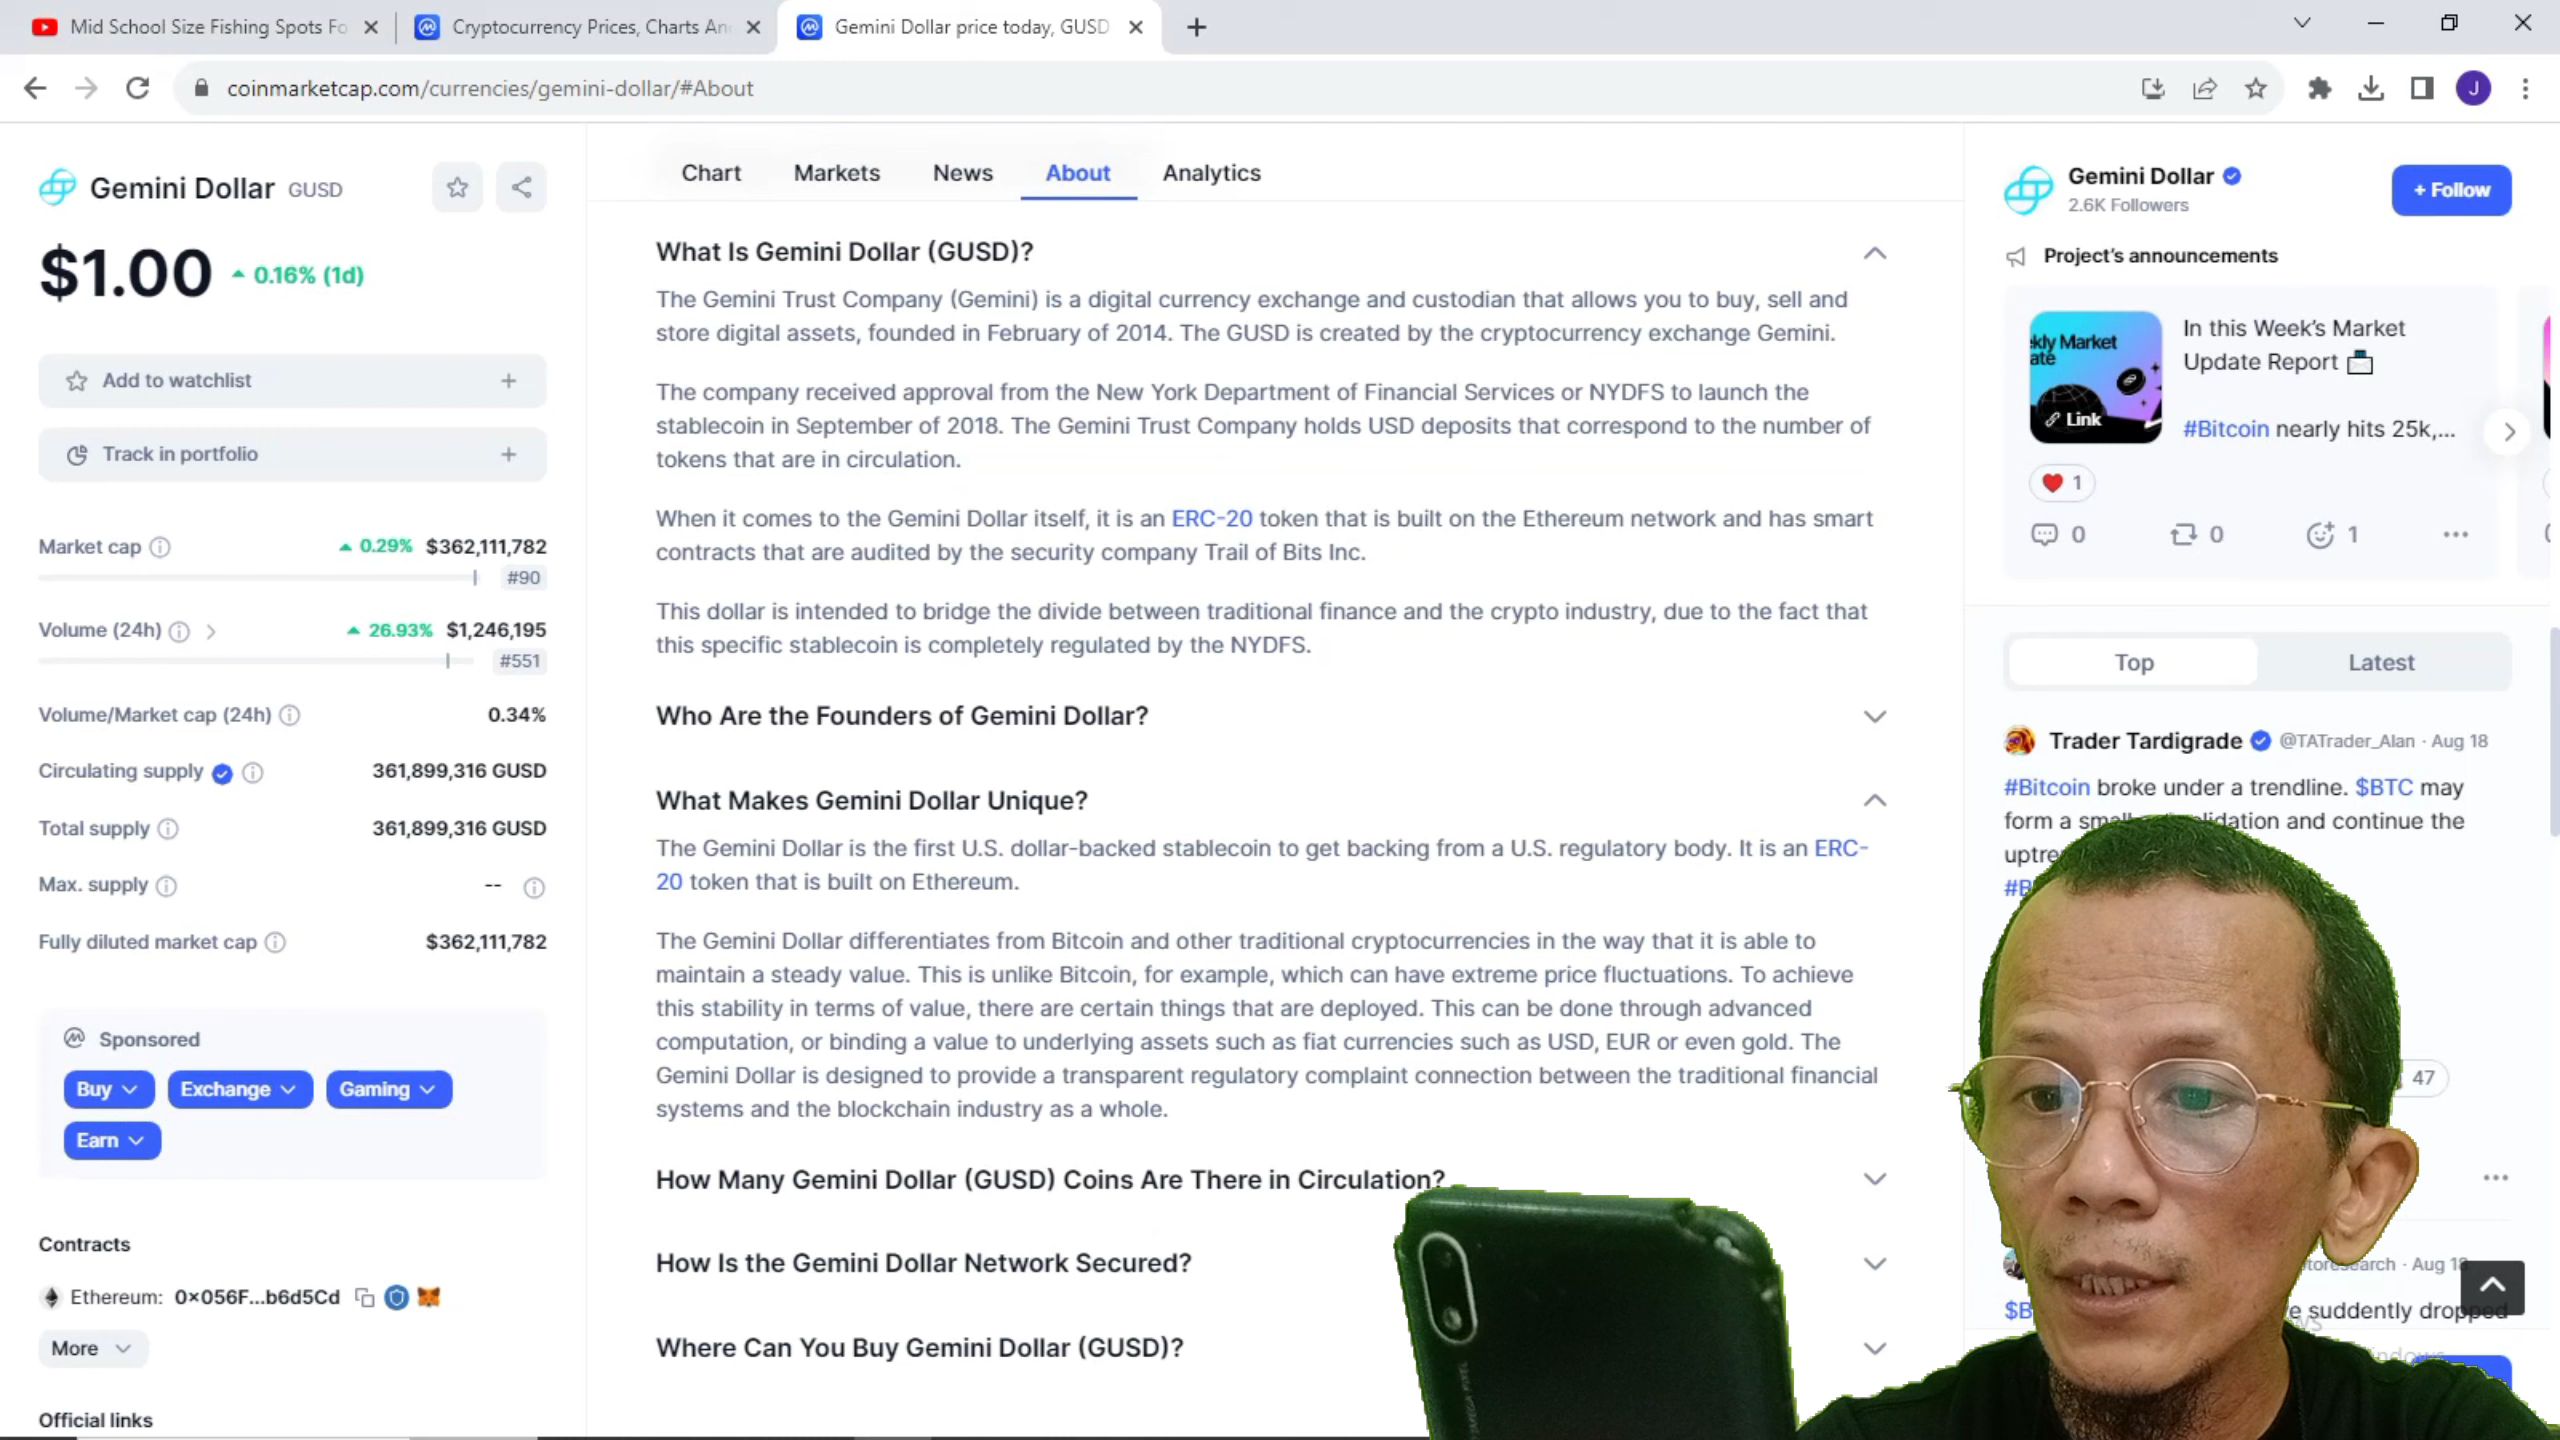 Mid School Size Fishing Spots Fo
Cryptocurrency Prices, Charts An
Gemini Dollar price today, GUSD
coinmarketcap.com/currencies/gemini-dollar/#About
J
Gemini Dollar GUSD
$1.00 0.16% (1d)
Add to watchlist +
Track in portfolio +
Market cap 0.29% $362,111,782
#90
Volume (24h) 26.93% $1,246,195
#551
Volume/Market cap (24h) 0.34%
Circulating supply 361,899,316 GUSD
Total supply 361,899,316 GUSD
Max. supply --
Fully diluted market cap $362,111,782
Sponsored
Buy Exchange Gaming
Earn
Contracts
Ethereum: 0x056F...b6d5Cd
More
Official links
Chart Markets News About Analytics
What Is Gemini Dollar (GUSD)?
The Gemini Trust Company (Gemini) is a digital currency exchange and custodian that allows you to buy, sell and
store digital assets, founded in February of 2014. The GUSD is created by the cryptocurrency exchange Gemini.
The company received approval from the New York Department of Financial Services or NYDFS to launch the
stablecoin in September of 2018. The Gemini Trust Company holds USD deposits that correspond to the number of
tokens that are in circulation.
When it comes to the Gemini Dollar itself, it is an ERC-20 token that is built on the Ethereum network and has smart
contracts that are audited by the security company Trail of Bits Inc.
This dollar is intended to bridge the divide between traditional finance and the crypto industry, due to the fact that
this specific stablecoin is completely regulated by the NYDFS.
Who Are the Founders of Gemini Dollar?
What Makes Gemini Dollar Unique?
The Gemini Dollar is the first U.S. dollar-backed stablecoin to get backing from a U.S. regulatory body. It is an ERC-
20 token that is built on Ethereum.
The Gemini Dollar differentiates from Bitcoin and other traditional cryptocurrencies in the way that it is able to
maintain a steady value. This is unlike Bitcoin, for example, which can have extreme price fluctuations. To achieve
this stability in terms of value, there are certain things that are deployed. This can be done through advanced
computation, or binding a value to underlying assets such as fiat currencies such as USD, EUR or even gold. The
Gemini Dollar is designed to provide a transparent regulatory complaint connection between the traditional financial
systems and the blockchain industry as a whole.
How Many Gemini Dollar (GUSD) Coins Are There in Circulation?
How Is the Gemini Dollar Network Secured?
Where Can You Buy Gemini Dollar (GUSD)?
Gemini Dollar
2.6K Followers
+ Follow
Project's announcements
kly Market
ate
Link
In this Week's Market
Update Report
#Bitcoin nearly hits 25k,...
1
0 0 1 ...
Top Latest
Trader Tardigrade @TATrader_Alan · Aug 18
#Bitcoin broke under a trendline. $BTC may
form a small lidation and continue the
uptre
#B
47
...
toresearch · Aug 18
$B e suddenly dropped